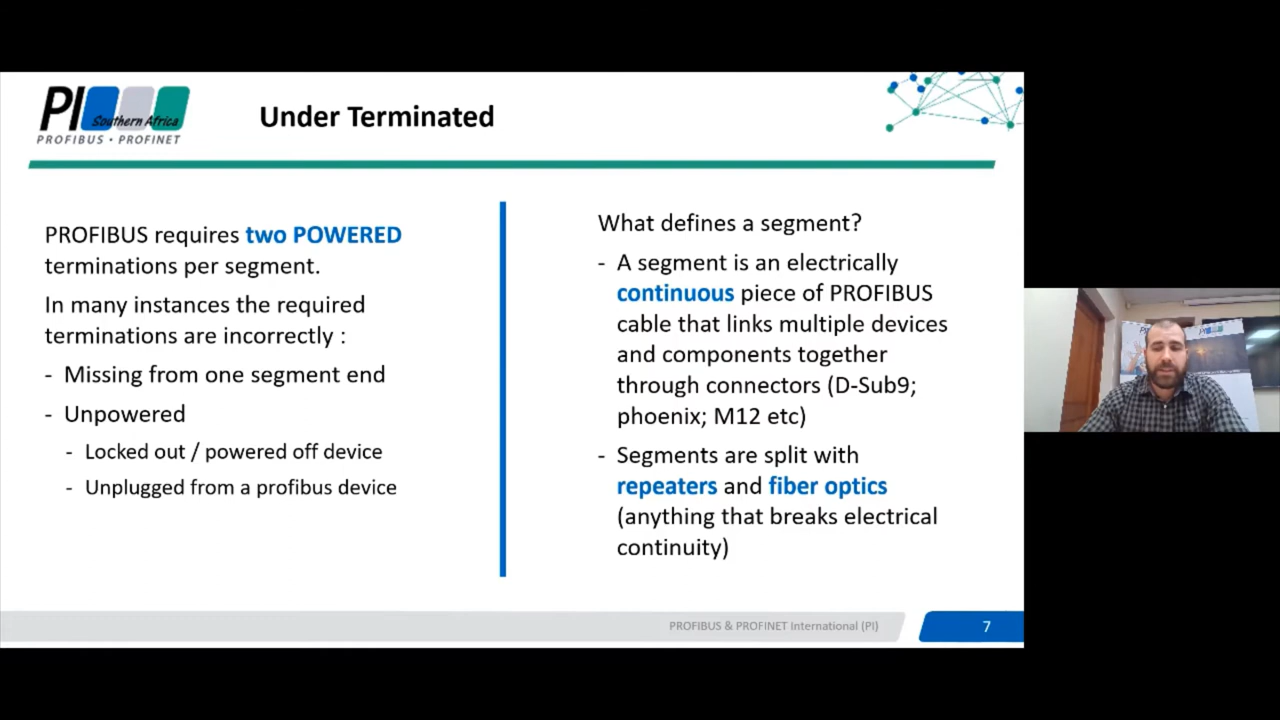 PI
Southern Africa
PROFIBUS • PROFINET
Under Terminated
PROFIBUS requires two POWERED
terminations per segment.
In many instances the required
terminations are incorrectly :
- Missing from one segment end
- Unpowered
- Locked out / powered off device
- Unplugged from a profibus device
What defines a segment?
- A segment is an electrically
continuous piece of PROFIBUS
cable that links multiple devices
and components together
through connectors (D-Sub9;
phoenix; M12 etc)
- Segments are split with
repeaters and fiber optics
(anything that breaks electrical
continuity)
PROFIBUS & PROFINET International (PI)
7